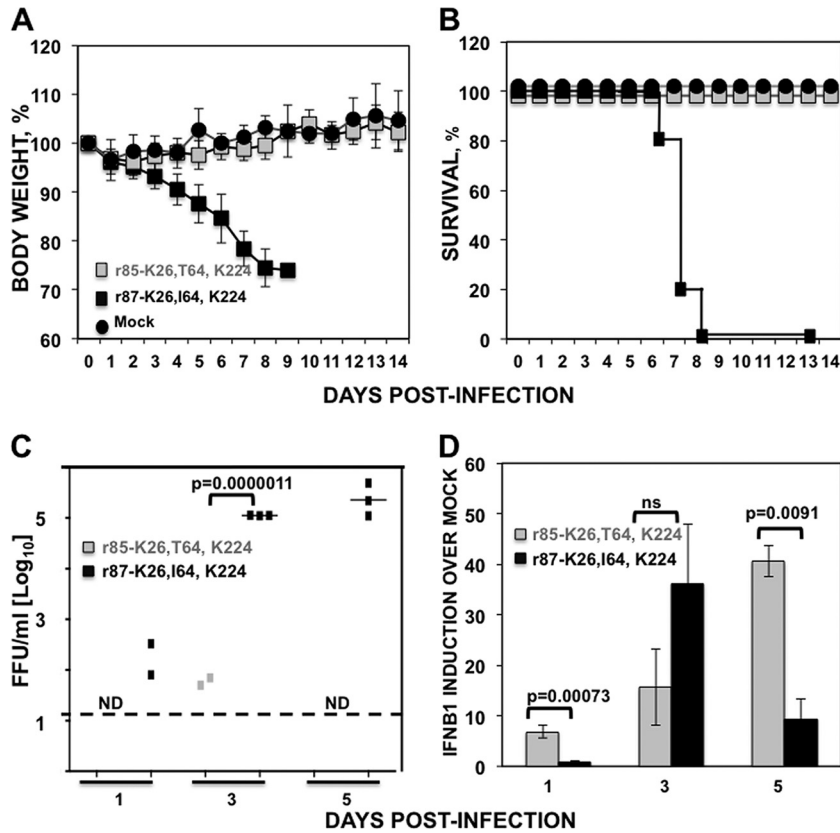 A
BODY WEIGHT, %
120
110
100
90
80
70
60
r85-K26,T64, K224
r87-K26,I64, K224
Mock
0 1 2 3 4 5 6 7 8 9 10 11 12 13 14
B
SURVIVAL, %
120
100
80
60
40
20
0
0 1 2 3 4 5 6 7 8 9 10 11 12 13 14
DAYS POST-INFECTION
C
FFU/ml [Log10]
5
3
1
p=0.0000011
r85-K26,T64, K224
r87-K26,I64, K224
ND
ND
1 3 5
D
IFNB1 INDUCTION OVER MOCK
60
50
40
30
20
10
0
ns
p=0.0091
r85-K26,T64, K224
r87-K26,I64, K224
p=0.00073
1 3 5
DAYS POST-INFECTION